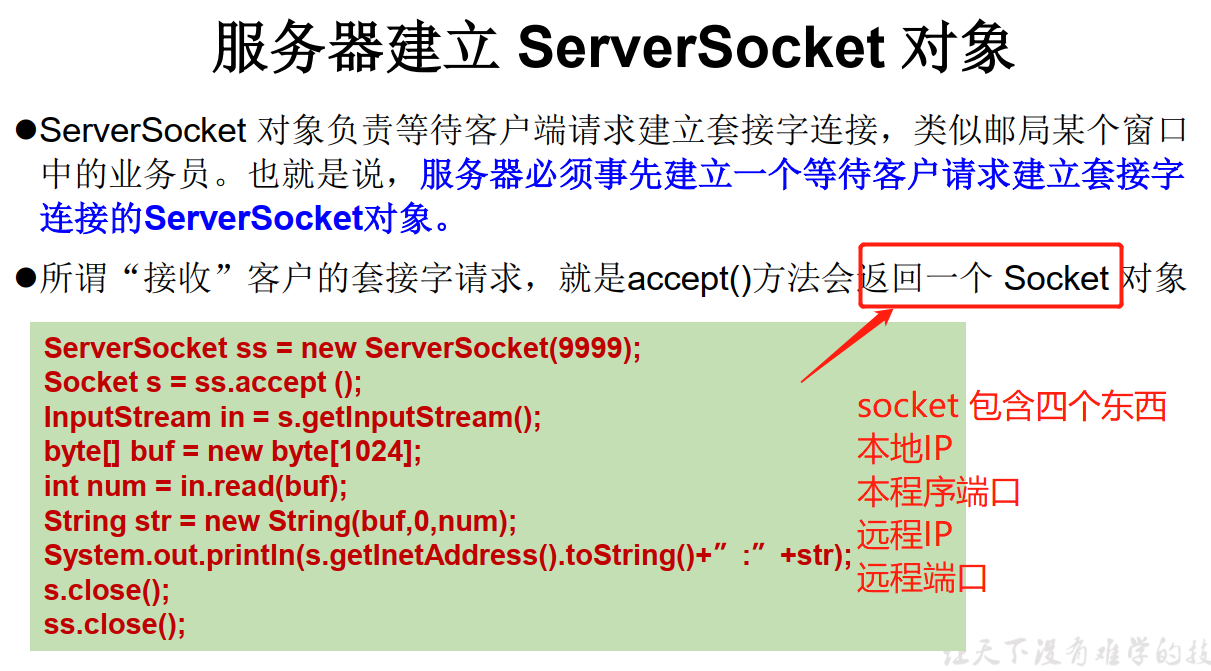 服务器建立 ServerSocket 对象
●ServerSocket 对象负责等待客户端请求建立套接字连接，类似邮局某个窗口
中的业务员。也就是说，服务器必须事先建立一个等待客户请求建立套接字
连接的ServerSocket对象。
●所谓“接收”客户的套接字请求，就是accept()方法会返回一个 Socket 对象
ServerSocket ss = new ServerSocket(9999);
Socket s = ss.accept ();
InputStream in = s.getInputStream();
byte[] buf = new byte[1024];
int num = in.read(buf);
String str = new String(buf,0,num);
System.out.println(s.getInetAddress().toString()+”:”+str);
s.close();
ss.close();
socket 包含四个东西
本地IP
本程序端口
远程IP
远程端口
天下没有难学的技